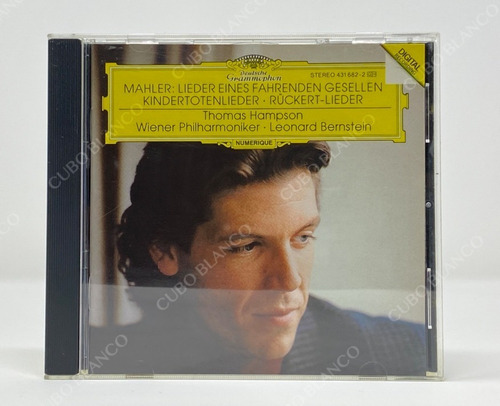 Deutsche
Grammophon
STEREO 431 682-2
DIGITAL
MAHLER: LIEDER EINES FAHRENDEN GESELLEN
KINDERTOTENLIEDER · RÜCKERT-LIEDER
Thomas Hampson
Wiener Philharmoniker · Leonard Bernstein
NUMERIQUE
CUBO BLANCO